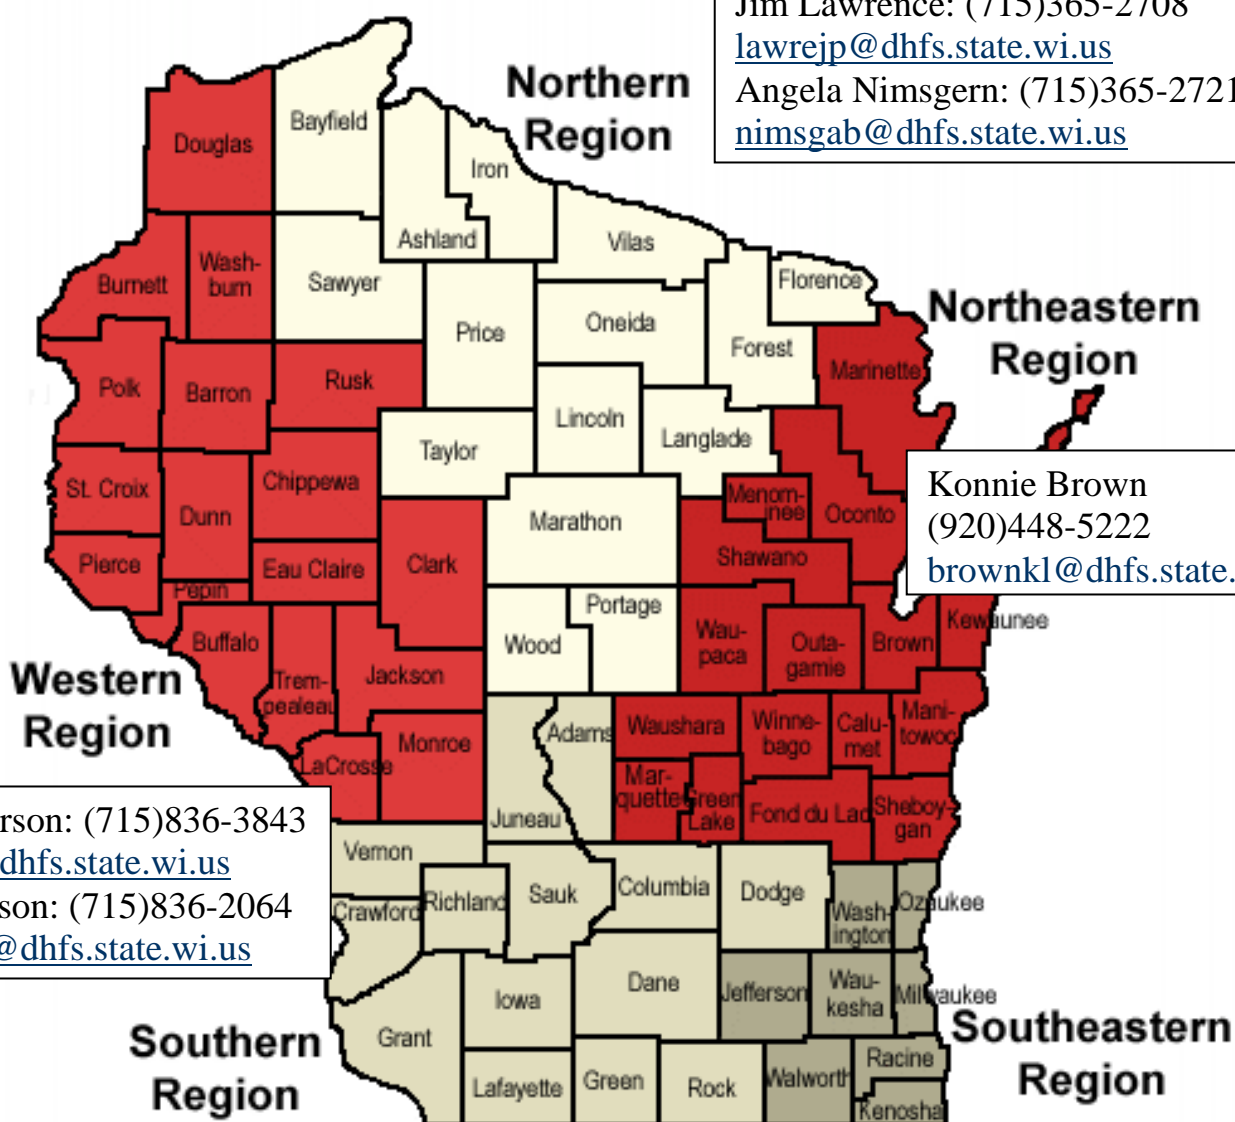 Jim Lawrence: (715)365-2708
lawrejp@dhfs.state.wi.us
Angela Nimsgern: (715)365-2721
nimsgab@dhfs.state.wi.us
Northern
Region
Douglas
Bayfield
Iron
Ashland
Vilas
Burnett
Wash-
burn
Sawyer
Florence
Northeastern
Region
Price
Oneida
Forest
Marinette
Polk
Barron
Rusk
Lincoln
Langlade
Taylor
St. Croix
Chippewa
Dunn
Marathon
Menom-
inee
Oconto
Konnie Brown
(920)448-5222
brownkl@dhfs.state.
Shawano
Pierce
Eau Claire
Clark
Pepin
Portage
Wood
Buffalo
Wau-
paca
Outa-
gamie
Brown
Kewaunee
Western
Region
Trem-
pealeau
Jackson
Adams
Waushara
Winne-
bago
Calu-
met
Mani-
towoc
Monroe
LaCrosse
Mar-
quette
Green
Lake
Fond du Lac
Sheboy-
gan
Juneau
rson: (715)836-3843
dhfs.state.wi.us
son: (715)836-2064
@dhfs.state.wi.us
Vernon
Crawford
Richland
Sauk
Columbia
Dodge
Wash-
ington
Ozaukee
Iowa
Dane
Jefferson
Wau-
kesha
Milwaukee
Grant
Southern
Region
Southeastern
Region
Lafayette
Green
Rock
Walworth
Racine
Kenosha